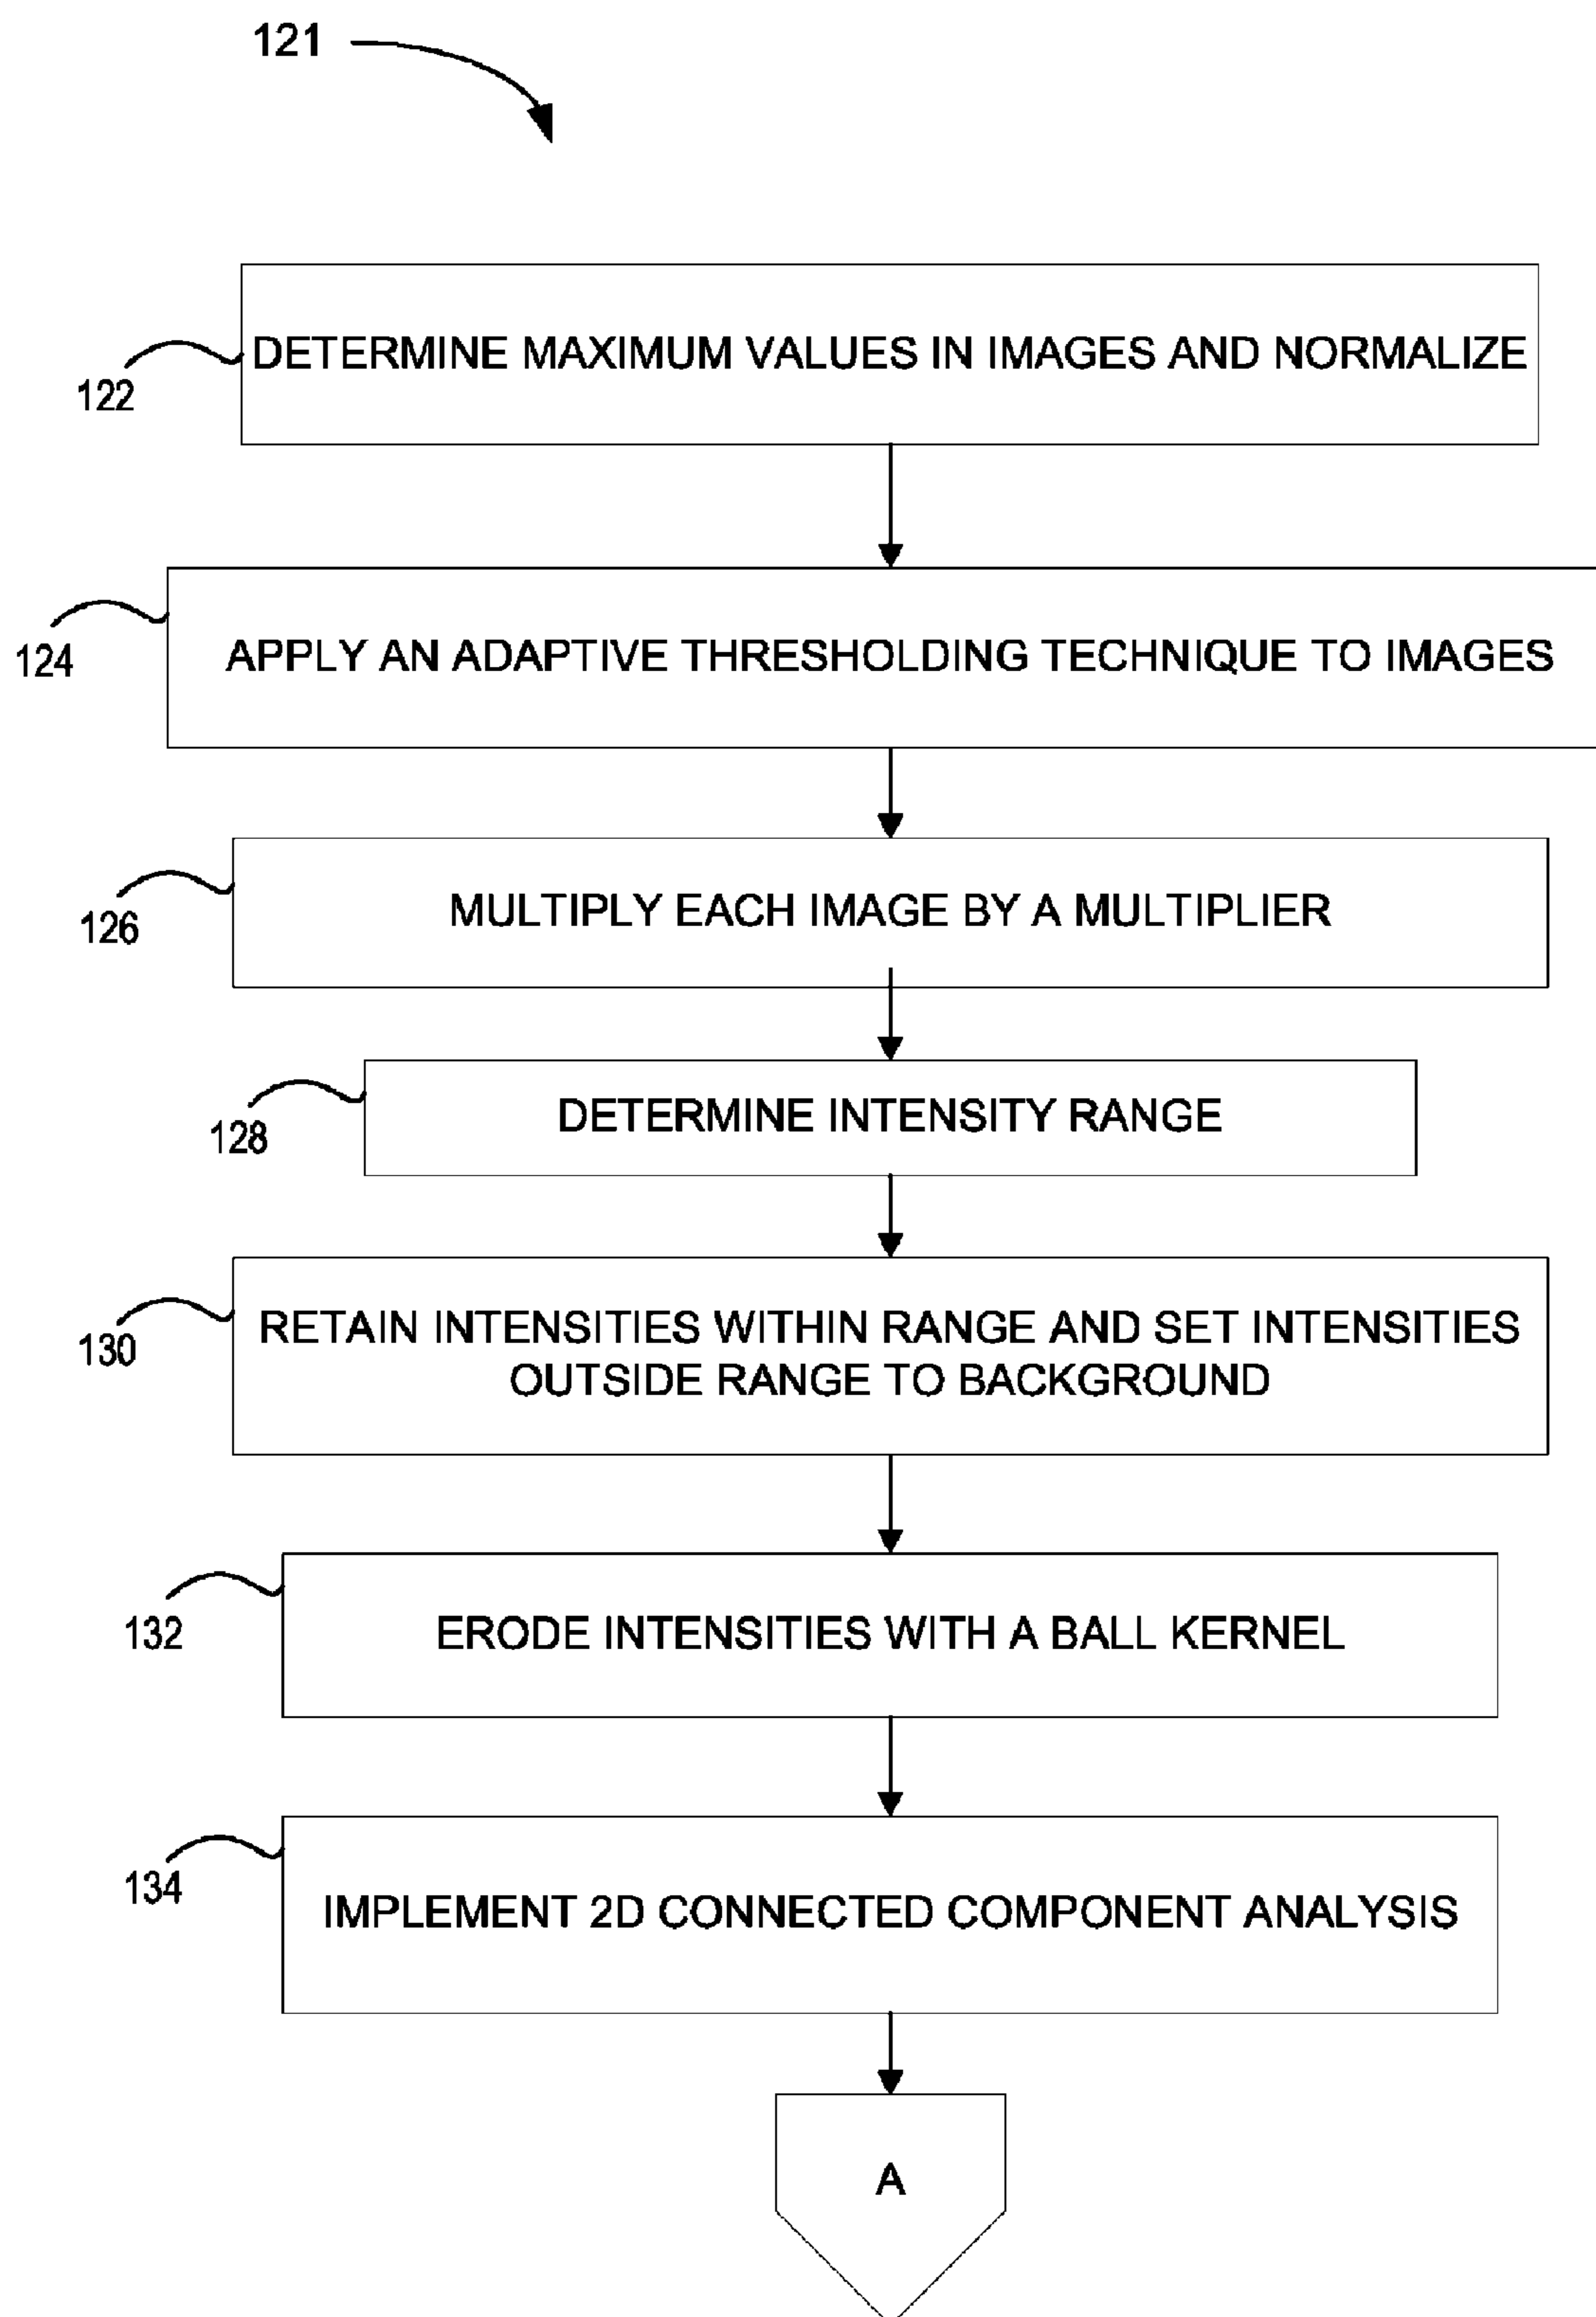 121
DETERMINE MAXIMUM VALUES IN IMAGES AND NORMALIZE
122
APPLY AN ADAPTIVE THRESHOLDING TECHNIQUE TO IMAGES
124
MULTIPLY EACH IMAGE BY A MULTIPLIER
126
DETERMINE INTENSITY RANGE
128
RETAIN INTENSITIES WITHIN RANGE AND SET INTENSITIES
OUTSIDE RANGE TO BACKGROUND
130
ERODE INTENSITIES WITH A BALL KERNEL
132
IMPLEMENT 2D CONNECTED COMPONENT ANALYSIS
134
A